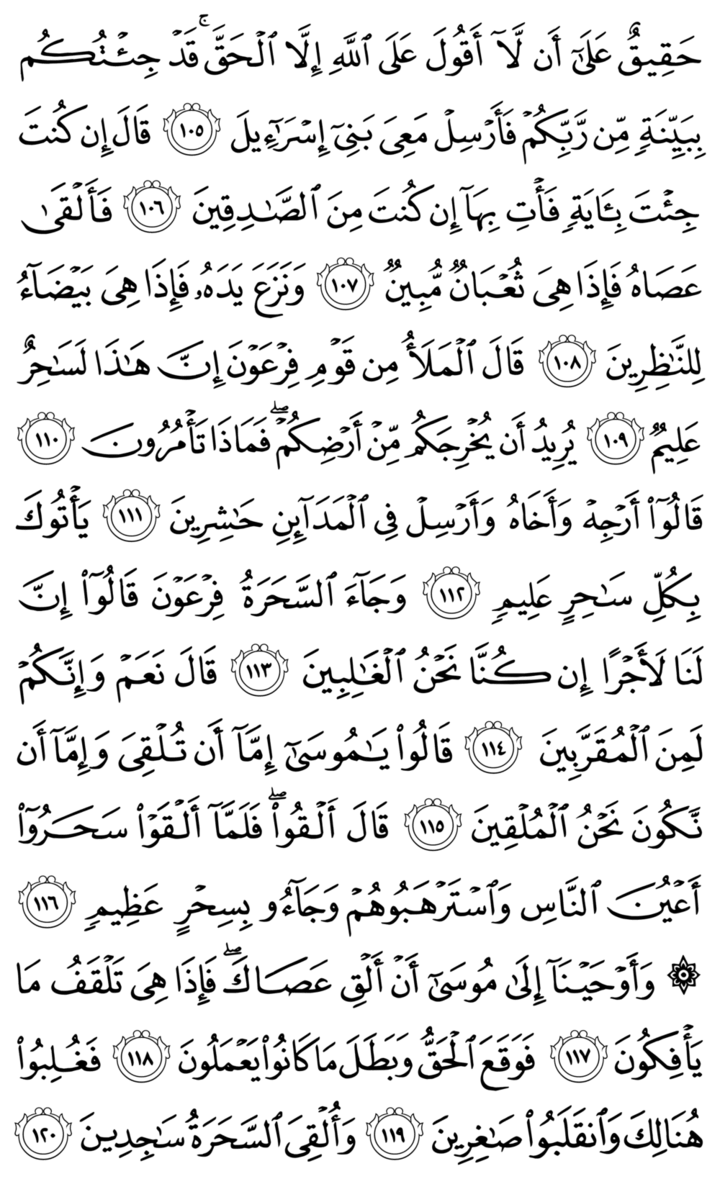 حَقِيقٌ عَلَىٰٓ أَن لَّآ أَقُولَ عَلَى ٱللَّهِ إِلَّا ٱلْحَقَّ ۚ قَدْ جِئْتُكُم
بِبَيِّنَةٍ مِّن رَّبِّكُمْ فَأَرْسِلْ مَعِىَ بَنِىٓ إِسْرَٰٓءِيلَ ١٠٥ قَالَ إِن كُنتَ
جِئْتَ بِـَٔايَةٍ فَأْتِ بِهَآ إِن كُنتَ مِنَ ٱلصَّـٰدِقِينَ ١٠٦ فَأَلْقَىٰ
عَصَاهُ فَإِذَا هِىَ ثُعْبَانٌ مُّبِينٌ ١٠٧ وَنَزَعَ يَدَهُۥ فَإِذَا هِىَ بَيْضَآءُ
لِلنَّـٰظِرِينَ ١٠٨ قَالَ ٱلْمَلَأُ مِن قَوْمِ فِرْعَوْنَ إِنَّ هَـٰذَا لَسَـٰحِرٌ
عَلِيمٌ ١٠٩ يُرِيدُ أَن يُخْرِجَكُم مِّنْ أَرْضِكُمْ ۖ فَمَاذَا تَأْمُرُونَ ١١٠
قَالُوٓا۟ أَرْجِهْ وَأَخَاهُ وَأَرْسِلْ فِى ٱلْمَدَآئِنِ حَـٰشِرِينَ ١١١ يَأْتُوكَ
بِكُلِّ سَـٰحِرٍ عَلِيمٍ ١١٢ وَجَآءَ ٱلسَّحَرَةُ فِرْعَوْنَ قَالُوٓا۟ إِنَّ
لَنَا لَأَجْرًا إِن كُنَّا نَحْنُ ٱلْغَـٰلِبِينَ ١١٣ قَالَ نَعَمْ وَإِنَّكُمْ
لَمِنَ ٱلْمُقَرَّبِينَ ١١٤ قَالُوا۟ يَـٰمُوسَىٰٓ إِمَّآ أَن تُلْقِىَ وَإِمَّآ أَن
نَّكُونَ نَحْنُ ٱلْمُلْقِينَ ١١٥ قَالَ أَلْقُوا۟ ۖ فَلَمَّآ أَلْقَوْا۟ سَحَرُوٓا۟
أَعْيُنَ ٱلنَّاسِ وَٱسْتَرْهَبُوهُمْ وَجَآءُو بِسِحْرٍ عَظِيمٍ ١١٦
۞ وَأَوْحَيْنَآ إِلَىٰ مُوسَىٰٓ أَنْ أَلْقِ عَصَاكَ ۖ فَإِذَا هِىَ تَلْقَفُ مَا
يَأْفِكُونَ ١١٧ فَوَقَعَ ٱلْحَقُّ وَبَطَلَ مَا كَانُوا۟ يَعْمَلُونَ ١١٨ فَغُلِبُوا۟
هُنَالِكَ وَٱنقَلَبُوا۟ صَـٰغِرِينَ ١١٩ وَأُلْقِىَ ٱلسَّحَرَةُ سَـٰجِدِينَ ١٢٠